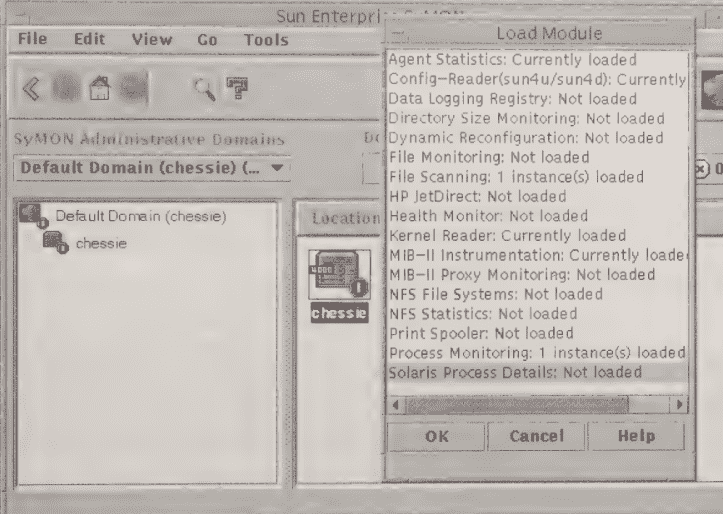 Sun Enterpri
File Edit View Go Tools
SyMON Administrative Domains
Default Domain (chessie) (...
Default Domain (chessie)
chessie
Location
chessie
Load Module
Agent Statistics: Currently loaded
Config-Reader(sun4u/sun4d): Currently
Data Logging Registry: Not loaded
Directory Size Monitoring: Not loaded
Dynamic Reconfiguration: Not loaded
File Monitoring: Not loaded
File Scanning: 1 instance(s) loaded
HP JetDirect: Not loaded
Health Monitor: Not loaded
Kernel Reader: Currently loaded
MIB-II Instrumentation: Currently loade
MIB-II Proxy Monitoring: Not loaded
NFS File Systems: Not loaded
NFS Statistics: Not loaded
Print Spooler: Not loaded
Process Monitoring: 1 instance(s) loaded
Solaris Process Details: Not loaded
OK Cancel Help